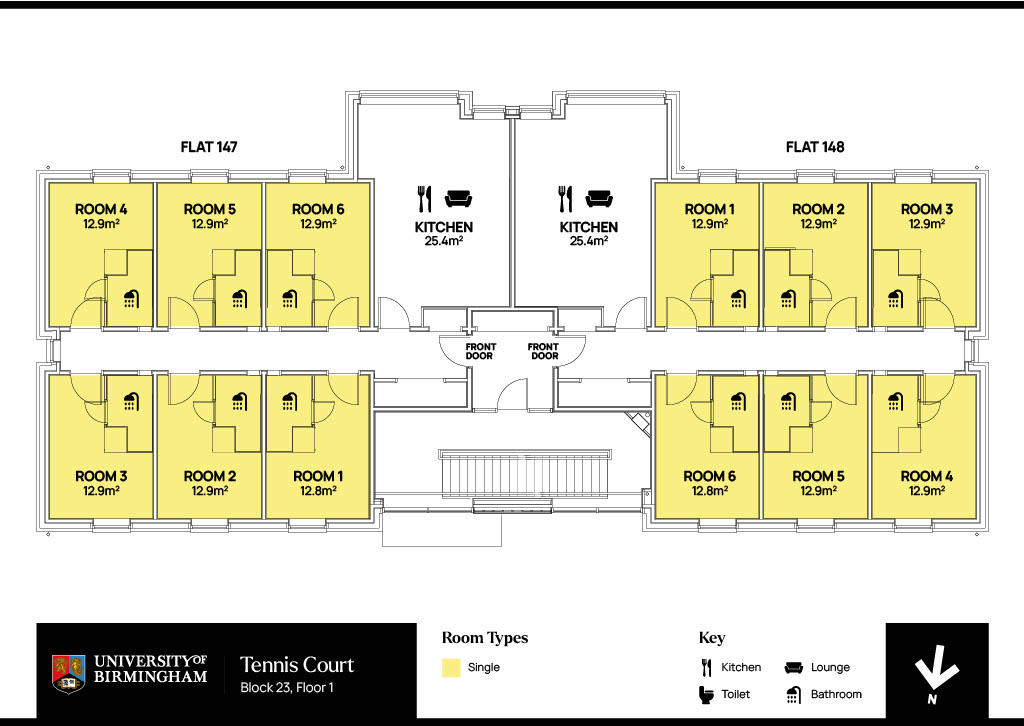 FLAT 147
FLAT 148
ROOM 4
12.9m²
ROOM 5
12.9m²
ROOM 6
12.9m²
KITCHEN
25.4m²
KITCHEN
25.4m²
ROOM 1
12.9m²
ROOM 2
12.9m²
ROOM 3
12.9m²
FRONT
DOOR
FRONT
DOOR
ROOM 3
12.9m²
ROOM 2
12.9m²
ROOM 1
12.8m²
ROOM 6
12.8m²
ROOM 5
12.9m²
ROOM 4
12.9m²
UNIVERSITY OF
BIRMINGHAM
Tennis Court
Block 23, Floor 1
Room Types
Single
Key
Kitchen
Lounge
Toilet
Bathroom
N